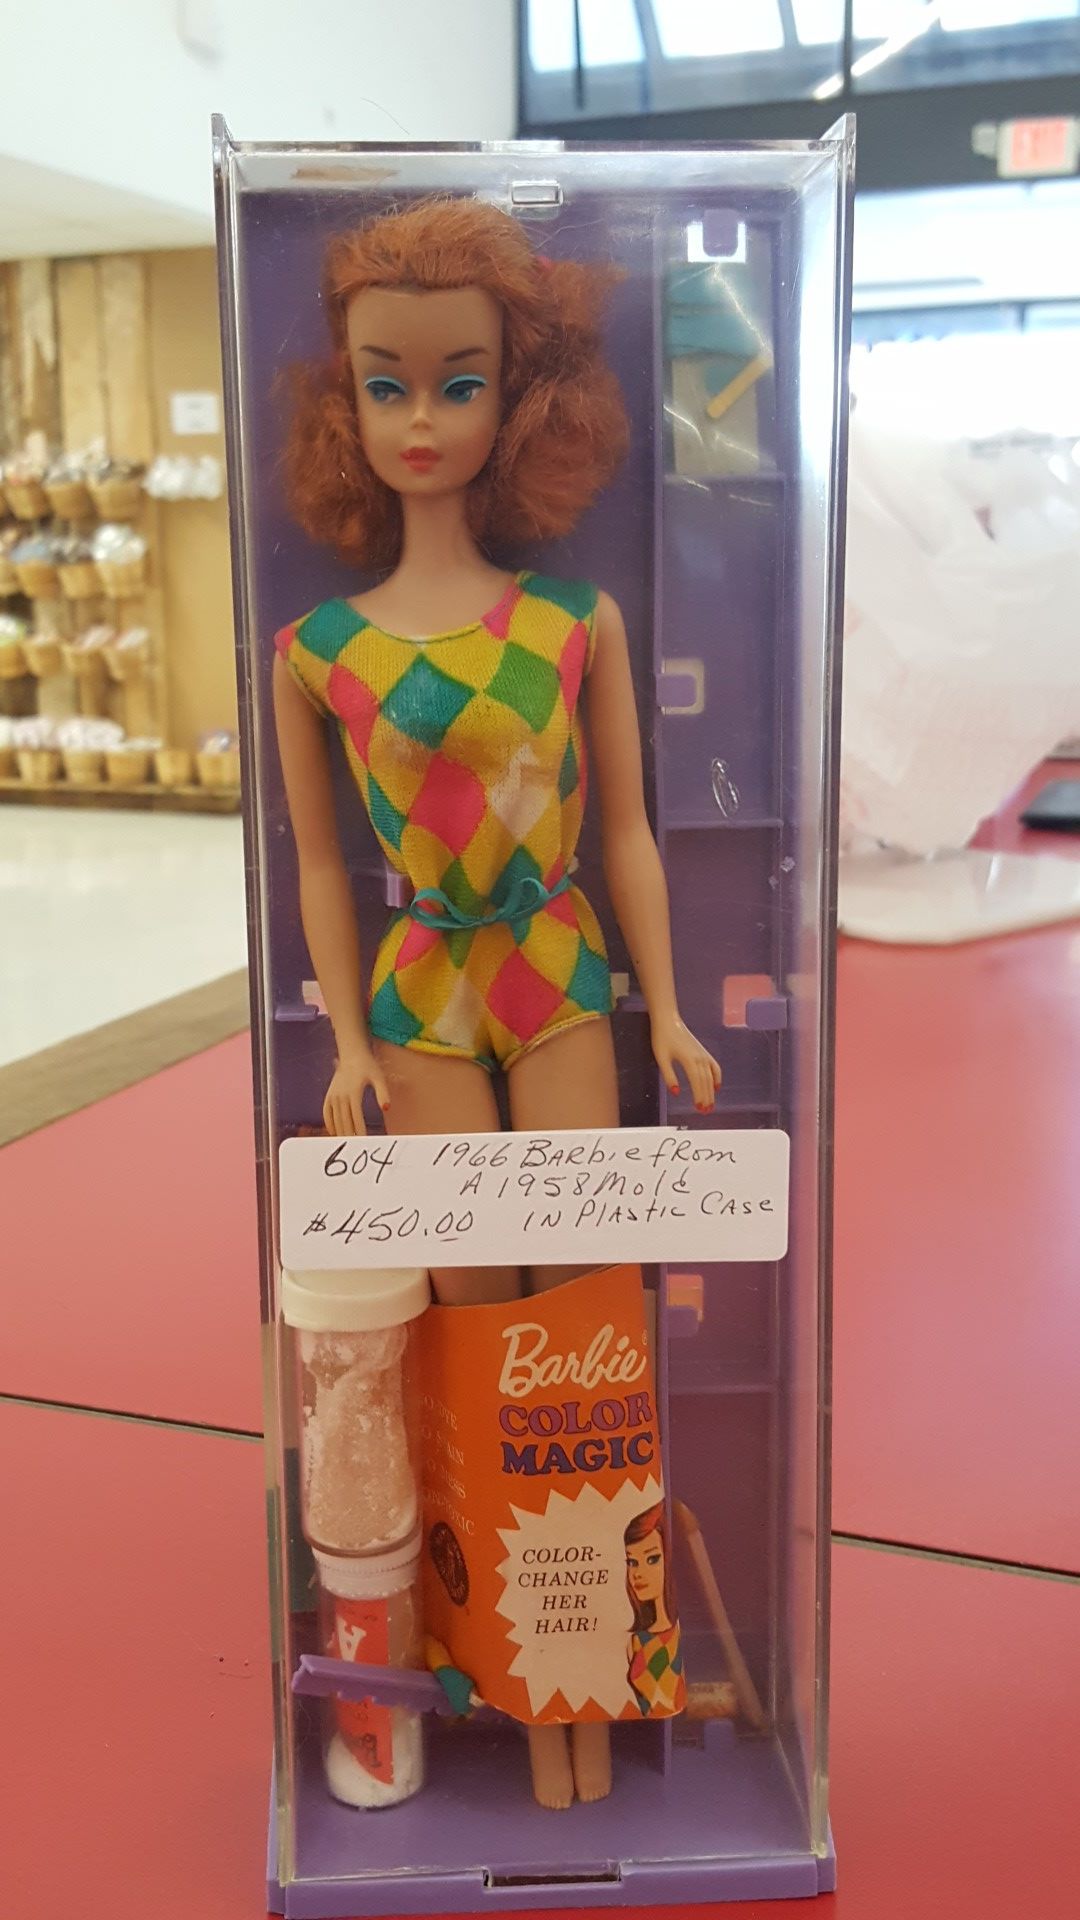 EXIT
604 1966 BARbie fRom
A 1958 Mold
$450.00 IN PlAstic CAse
Barbie®
COLOR
MAGIC
COLOR-
CHANGE
HER
HAIR!